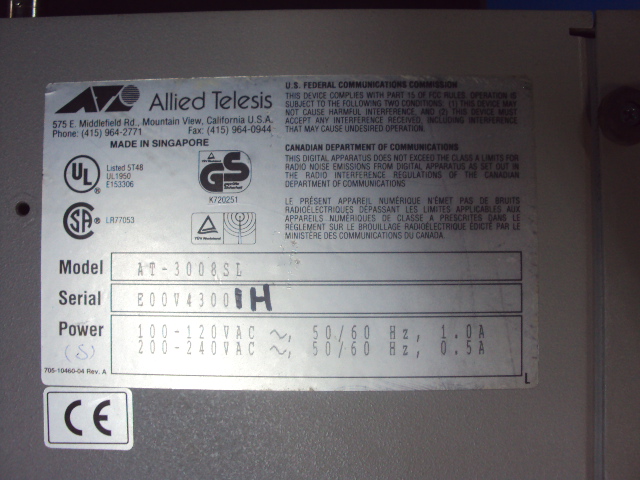 Allied Telesis
575 E. Middlefield Rd., Mountain View, California U.S.A.
Phone: (415) 964-2771 Fax: (415) 964-0944
MADE IN SINGAPORE
UL
Listed 5T48
UL1950
E153306
GS
K720251
SA
LR77053
U.S. FEDERAL COMMUNICATIONS COMMISSION
THIS DEVICE COMPLIES WITH PART 15 OF FCC RULES. OPERATION IS
SUBJECT TO THE FOLLOWING TWO CONDITIONS: (1) THIS DEVICE MAY
NOT CAUSE HARMFUL INTERFERENCE, AND (2) THIS DEVICE MUST
ACCEPT ANY INTERFERENCE RECEIVED, INCLUDING INTERFERENCE
THAT MAY CAUSE UNDESIRED OPERATION.
CANADIAN DEPARTMENT OF COMMUNICATIONS
THIS DIGITAL APPARATUS DOES NOT EXCEED THE CLASS A LIMITS FOR
RADIO NOISE EMISSIONS FROM DIGITAL APPARATUS AS SET OUT IN
THE RADIO INTERFERENCE REGULATIONS OF THE CANADIAN
DEPARTMENT OF COMMUNICATIONS
LE PRÉSENT APPAREIL NUMÉRIQUE N'ÉMET PAS DE BRUITS
RADIOÉLECTRIQUES DÉPASSANT LES LIMITES APPLICABLES AUX
APPAREILS NUMÉRIQUES DE CLASSE A PRESCRITES DANS LE
RÈGLEMENT SUR LE BROUILLAGE RADIOÉLECTRIQUE ÉDICTÉ PAR LE
MINISTÈRE DES COMMUNICATIONS DU CANADA.
Model AT-3008SL
Serial E00V4300IH
Power 100-120VAC ~, 50/60 Hz, 1.0A
(S) 200-240VAC ~, 50/60 Hz, 0.5A
705-10460-04 Rev. A
L
CE